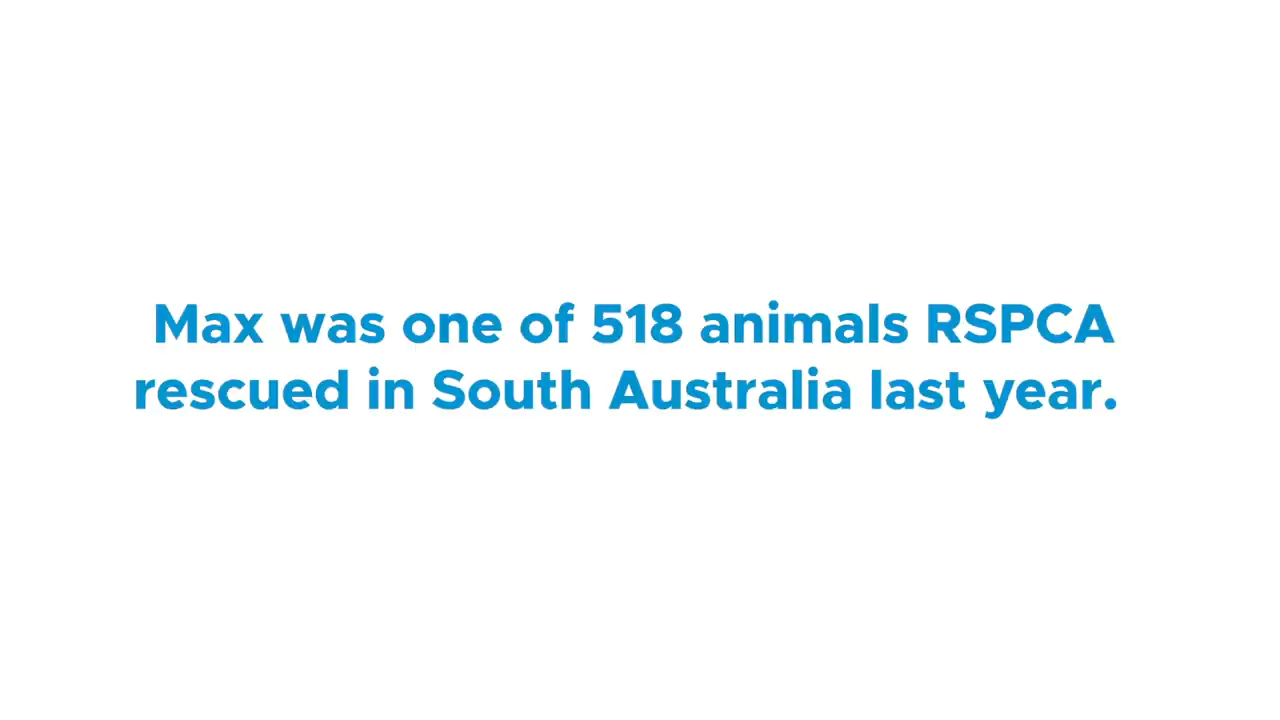 Max was one of 518 animals RSPCA
rescued in South Australia last year.